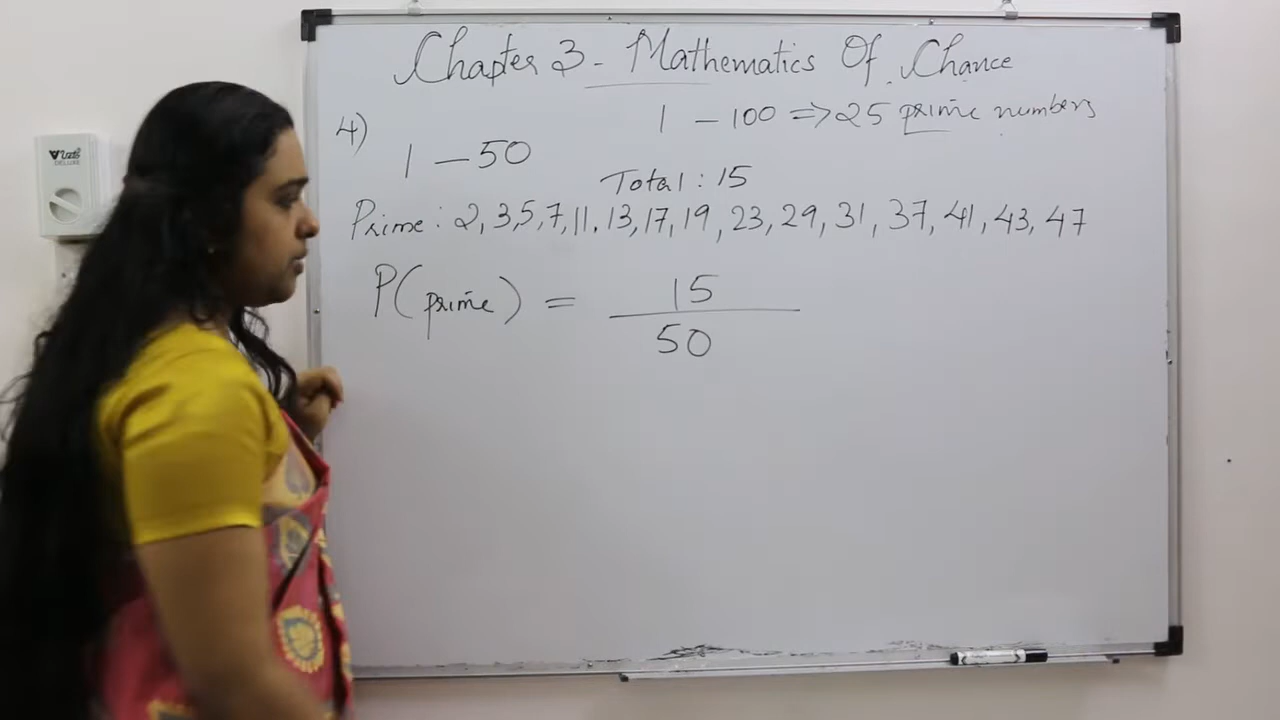 Chapter 3 - Mathematics Of Chance
1 - 100 => 25 prime numbers
4)
1 - 50
Total : 15
Prime : 2, 3, 5, 7, 11. 13, 17, 19, 23, 29, 31, 37, 41, 43, 47
P(prime) = 15
50
DELUXE